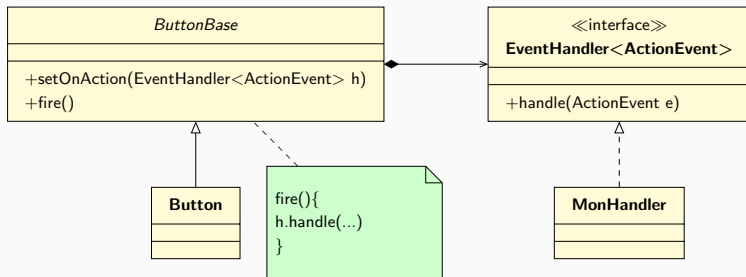 ButtonBase
+setOnAction(EventHandler<ActionEvent> h)
+fire()
≪interface≫
EventHandler<ActionEvent>
+handle(ActionEvent e)
Button
fire(){
h.handle(...)
}
MonHandler